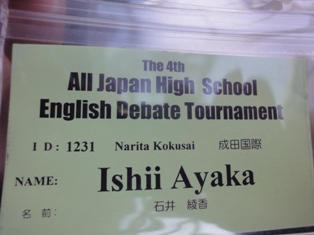 The 4th
All Japan High School
English Debate Tournament
ID: 1231 Narita Kokusai 成田国際
NAME: Ishii Ayaka
名前: 石井 綾香